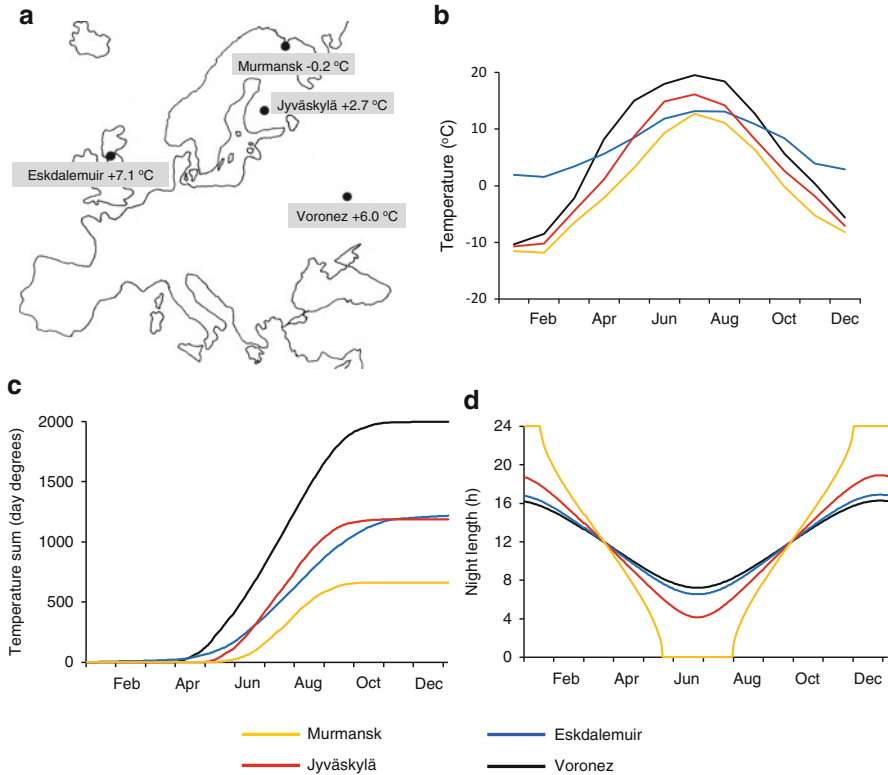 a
Murmansk -0.2 °C
Jyväskylä +2.7 °C
Eskdalemuir +7.1 °C
Voronez +6.0 °C
b
Temperature (°C)
20
10
0
-10
-20
Feb Apr Jun Aug Oct Dec
c
Temperature sum (day degrees)
2000
1500
1000
500
0
Feb Apr Jun Aug Oct Dec
d
Night length (h)
24
20
16
12
8
4
0
Feb Apr Jun Aug Oct Dec
Murmansk Eskdalemuir
Jyväskylä Voronez